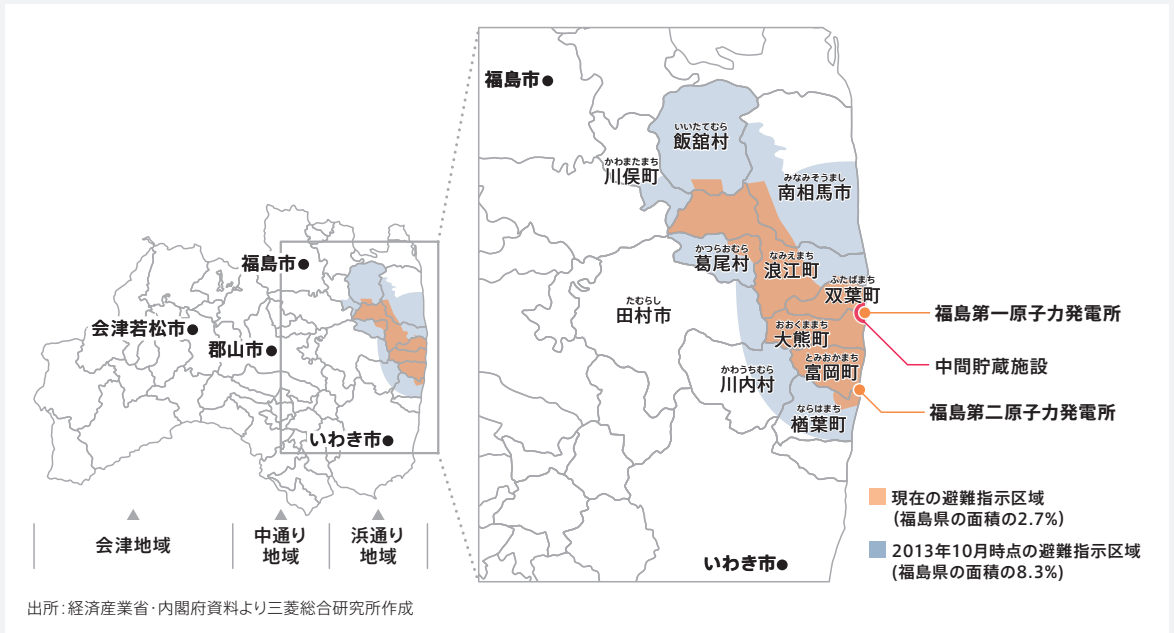 福島市
会津若松市
郡山市
いわき市
会津地域
中通り
地域
浜通り
地域
福島市
いいたてむら
飯舘村
かわまたまち
川俣町
みなみそうまし
南相馬市
かつらおむら
葛尾村
なみえまち
浪江町
ふたばまち
双葉町
たむらし
田村市
おおくままち
大熊町
とみおかまち
富岡町
かわうちむら
川内村
ならはまち
楢葉町
いわき市
福島第一原子力発電所
中間貯蔵施設
福島第二原子力発電所
現在の避難指示区域
(福島県の面積の2.7%)
2013年10月時点の避難指示区域
(福島県の面積の8.3%)
出所:経済産業省・内閣府資料より三菱総合研究所作成